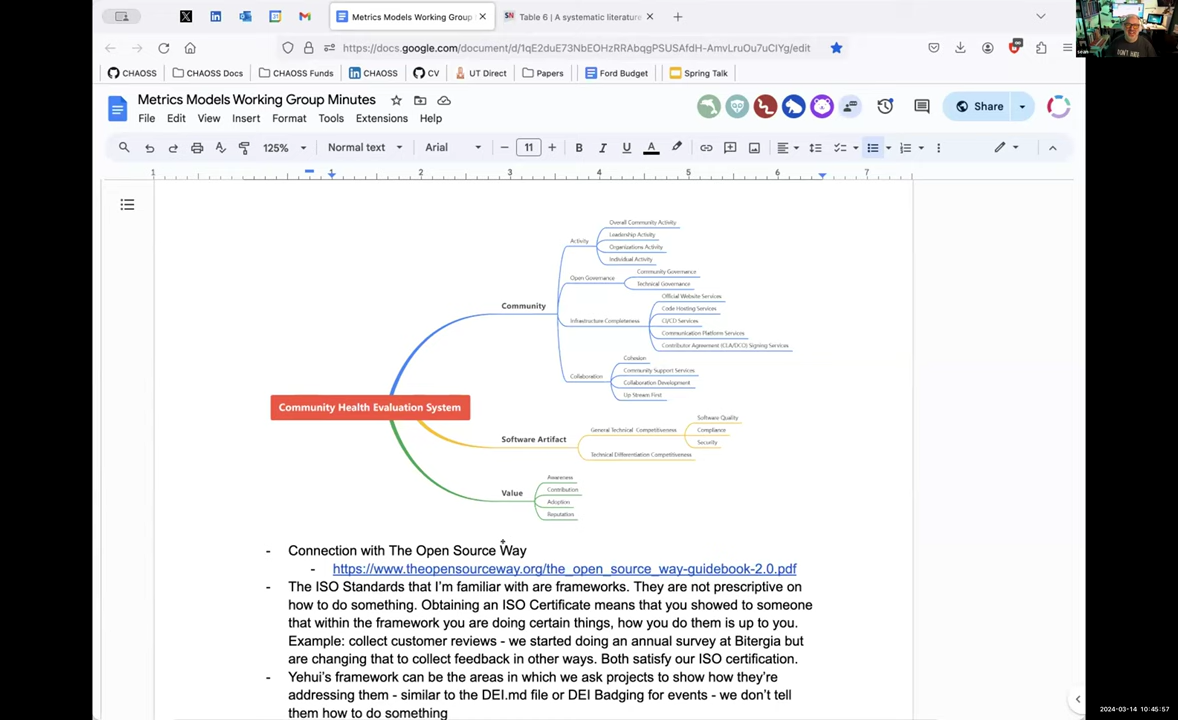 Metrics Models Working Group
Table 6 | A systematic literature
https://docs.google.com/document/d/1qE2duE73NbEOHzRRAbqgPSUSAfdH-AmvLruOu7uCIYg/edit
CHAOSS
CHAOSS Docs
CHAOSS Funds
CHAOSS
CV
UT Direct
Papers
Ford Budget
Spring Talk
Metrics Models Working Group Minutes
File Edit View Insert Format Tools Extensions Help
Share
125% Normal text Arial 11
1 1 2 3 4 5 6 7
Overall Community Activity
Activity
Leadership Activity
Organizations Activity
Individual Activity
Open Governance
Community Governance
Technical Governance
Community
Official Website Services
Code Hosting Services
Infrastructure Completeness
CI/CD Services
Communication Platform Services
Contributor Agreement (CLA/DCO) Signing Services
Cohesion
Community Support Services
Collaboration
Collaboration Development
Up Stream First
Community Health Evaluation System
Software Artifact
General Technical Competitiveness
Software Quality
Compliance
Security
Technical Differentiation Competitiveness
Value
Awareness
Contribution
Adoption
Reputation
- Connection with The Open Source Way
- https://www.theopensourceway.org/the_open_source_way-guidebook-2.0.pdf
- The ISO Standards that I'm familiar with are frameworks. They are not prescriptive on
how to do something. Obtaining an ISO Certificate means that you showed to someone
that within the framework you are doing certain things, how you do them is up to you.
Example: collect customer reviews - we started doing an annual survey at Bitergia but
are changing that to collect feedback in other ways. Both satisfy our ISO certification.
- Yehui's framework can be the areas in which we ask projects to show how they're
addressing them - similar to the DEI.md file or DEI Badging for events - we don't tell
them how to do something
2024-03-14 10:45:57